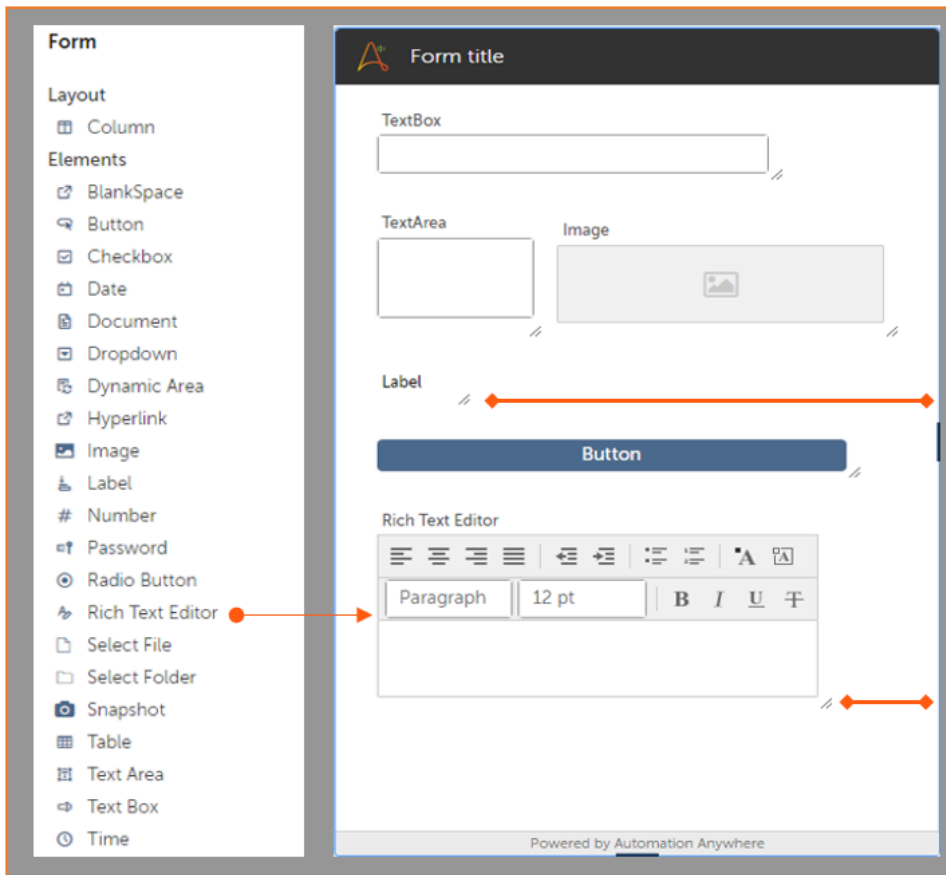 Form
Layout
Column
Elements
BlankSpace
Button
Checkbox
Date
Document
Dropdown
Dynamic Area
Hyperlink
Image
Label
Number
Password
Radio Button
Rich Text Editor
Select File
Select Folder
Snapshot
Table
Text Area
Text Box
Time
Form title
TextBox
TextArea
Image
Label
Button
Rich Text Editor
A A
Paragraph 12 pt B I U T
Powered by Automation Anywhere